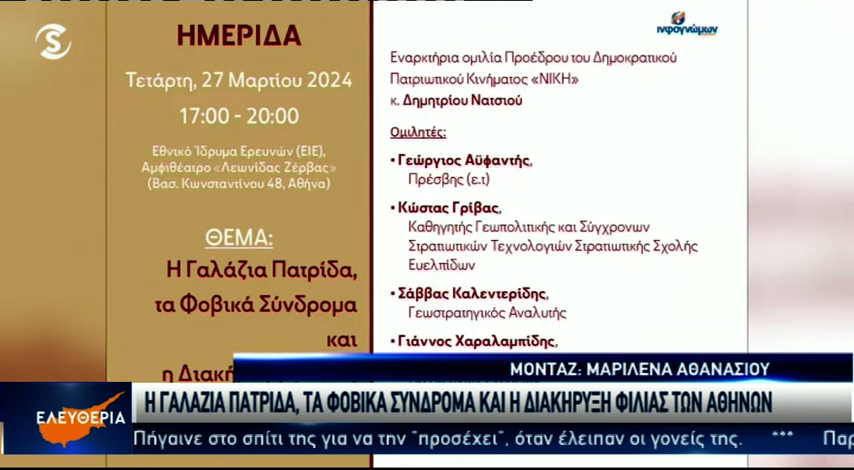 ΗΜΕΡΙΔΑ
Τετάρτη, 27 Μαρτίου 2024
17:00 - 20:00
Εθνικό Ίδρυμα Ερευνών (ΕΙΕ),
Αμφιθέατρο «Λεωνίδας Ζέρβας»
(Βασ. Κωνσταντίνου 48, Αθήνα)
ΘΕΜΑ:
Η Γαλάζια Πατρίδα,
τα Φοβικά Σύνδρομα
και
η Διακή
ινφογνώμων
Εναρκτήρια ομιλία Προέδρου του Δημοκρατικού
Πατριωτικού Κινήματος «ΝΙΚΗ»
κ. Δημητρίου Νατσιού
Ομιλητές:
• Γεώργιος Αϋφαντής,
Πρέσβης (ε.τ)
• Κώστας Γρίβας,
Καθηγητής Γεωπολιτικής και Σύγχρονων
Στρατιωτικών Τεχνολογιών Στρατιωτικής Σχολής
Ευελπίδων
• Σάββας Καλεντερίδης,
Γεωστρατηγικός Αναλυτής
• Γιάννος Χαραλαμπίδης,
ΜΟΝΤΑΖ: ΜΑΡΙΛΕΝΑ ΑΘΑΝΑΣΙΟΥ
ΕΛΕΥΘΕΡΙΑ
Η ΓΑΛΑΖΙΑ ΠΑΤΡΙΔΑ, ΤΑ ΦΟΒΙΚΑ ΣΥΝΔΡΟΜΑ ΚΑΙ Η ΔΙΑΚΗΡΥΞΗ ΦΙΛΙΑΣ ΤΩΝ ΑΘΗΝΩΝ
Πήγαινε στο σπίτι της για να την "προσέχει", όταν έλειπαν οι γονείς της. *** Παρ